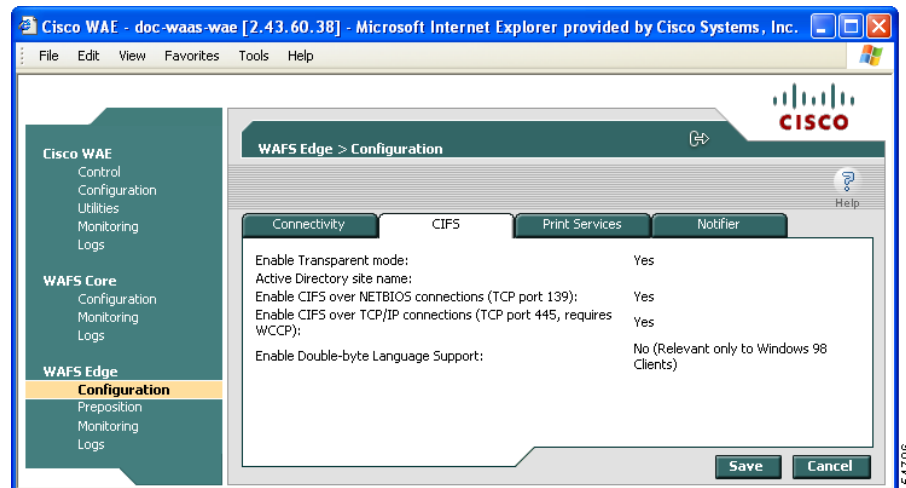 Cisco WAE - doc-waas-wae [2.43.60.38] - Microsoft Internet Explorer provided by Cisco Systems, Inc.
File Edit View Favorites Tools Help
CISCO
WAFS Edge > Configuration
Help
Cisco WAE
Control
Configuration
Utilities
Monitoring
Logs
WAFS Core
Configuration
Monitoring
Logs
WAFS Edge
Configuration
Preposition
Monitoring
Logs
Connectivity CIFS Print Services Notifier
Enable Transparent mode: Yes
Active Directory site name:
Enable CIFS over NETBIOS connections (TCP port 139): Yes
Enable CIFS over TCP/IP connections (TCP port 445, requires
WCCP): Yes
Enable Double-byte Language Support: No (Relevant only to Windows 98
Clients)
Save Cancel